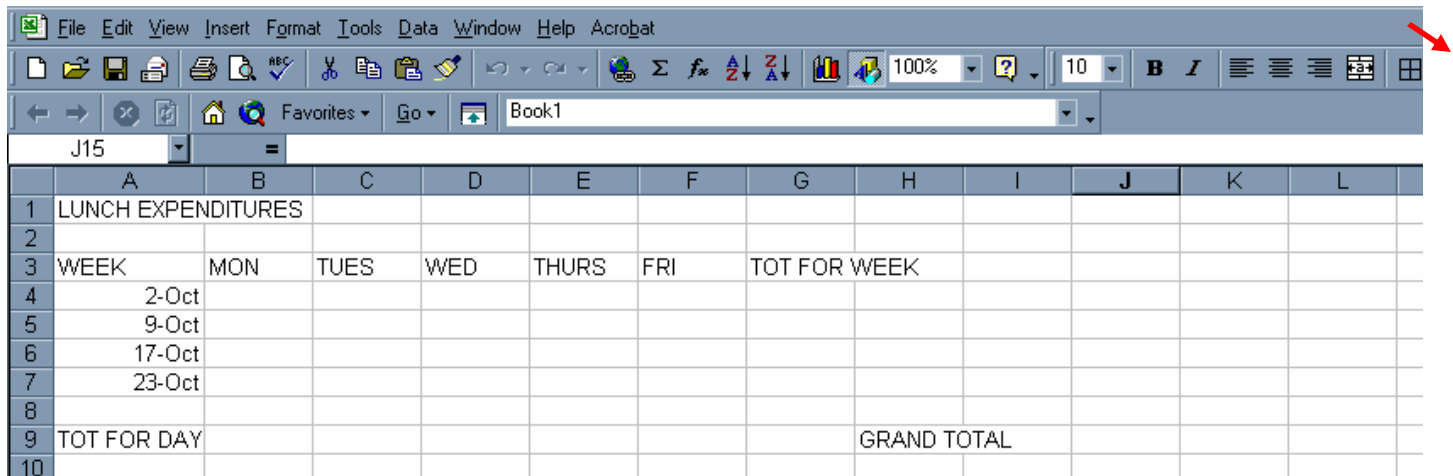 File Edit View Insert Format Tools Data Window Help Acrobat
ABC Σ fx A Z Z A 100% ? 10 B I a
Favorites Go Book1
J15 =
A B C D E F G H I J K L
1 LUNCH EXPENDITURES
2
3 WEEK MON TUES WED THURS FRI TOT FOR WEEK
4 2-Oct
5 9-Oct
6 17-Oct
7 23-Oct
8
9 TOT FOR DAY GRAND TOTAL
10